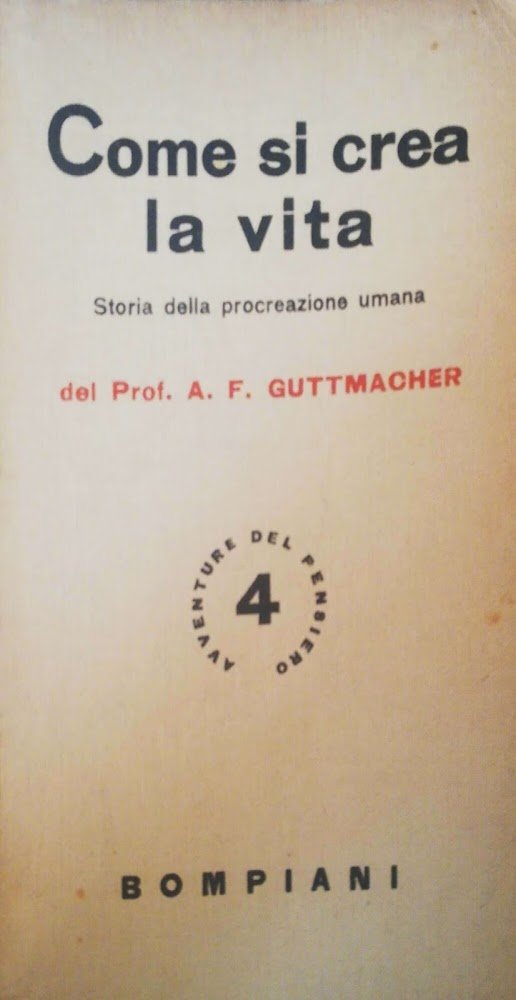 Come si crea
la vita
Storia della procreazione umana
del Prof. A. F. GUTTMACHER
AVVENTURE DEL PENSIERO
4
BOMPIANI